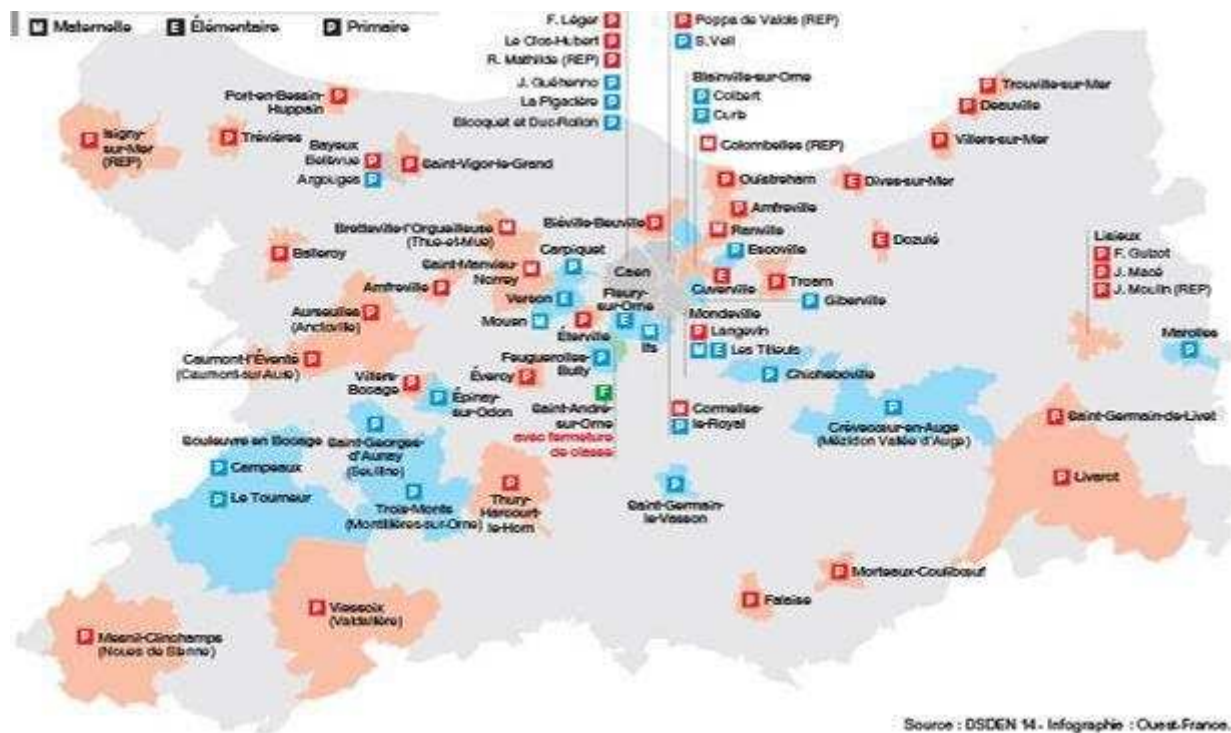 M Maternelle E Élémentaire P Primaire
F. Léger P
Le Clos-Hubert P
R. Mathilde (REP) P
J. Guéhenno P
La Pigacière P
Bicoquet et Duc-Rollon P
P Poppa de Valois (REP)
P S. Veil
Blainville-sur-Orne
P Colbert
P Curie
M Colombelles (REP)
P Trouville-sur-Mer
P Deauville
P Villers-sur-Mer
Port-en-Bessin-
Huppain P
P Isigny-
sur-Mer
(REP)
P Trévières
Bayeux
Bellevue P
Argouges P
P Saint-Vigor-le-Grand
P Ouistreham
E Dives-sur-Mer
P Amfreville
Biéville-Beuville P
M Ranville
P Escoville
E Dozulé
Bretteville-l'Orgueilleuse M
(Thue-et-Mue)
Carpiquet
P
P Balleroy
Saint-Manvieu-
Norrey M
Caen
E
Cuverville
P
Troarn
P
Giberville
Lisieux
P F. Guizot
P J. Macé
P J. Moulin (REP)
Amfreville P
Verson E
Fleury-
sur-Orne
E
Mouen M
P
Éterville
M
Ifs
Mondeville
P Langevin
M E Les Tilleuls
Marolles
P
Aurseulles P
(Anctoville)
Caumont-l'Éventé P
(Caumont-sur-Aure)
Feuguerolles-
Bully P
P Chicheboville
Villers-
Bocage P
P Épinay-
sur-Odon
Évrecy P
E
Saint-André-
sur-Orne
avec fermeture
de classe
M Cormelles-
P le-Royal
P
Crèvecœur-en-Auge
(Mézidon Vallée d'Auge)
P Saint-Germain-de-Livet
P Livarot
Souleuvre en Bocage
P Campeaux
P Le Tourneur
P
Saint-Georges-
d'Aunay
(Seulline)
P
Trois-Monts
(Montillières-sur-Orne)
P
Thury-
Harcourt-
le-Hom
P
Saint-Germain-
le-Vasson
P Morteaux-Coulibœuf
P Falaise
P Viessoix
(Valdallière)
P Mesnil-Clinchamps
(Noues de Sienne)
Source : DSDEN 14 - Infographie : Ouest-France.